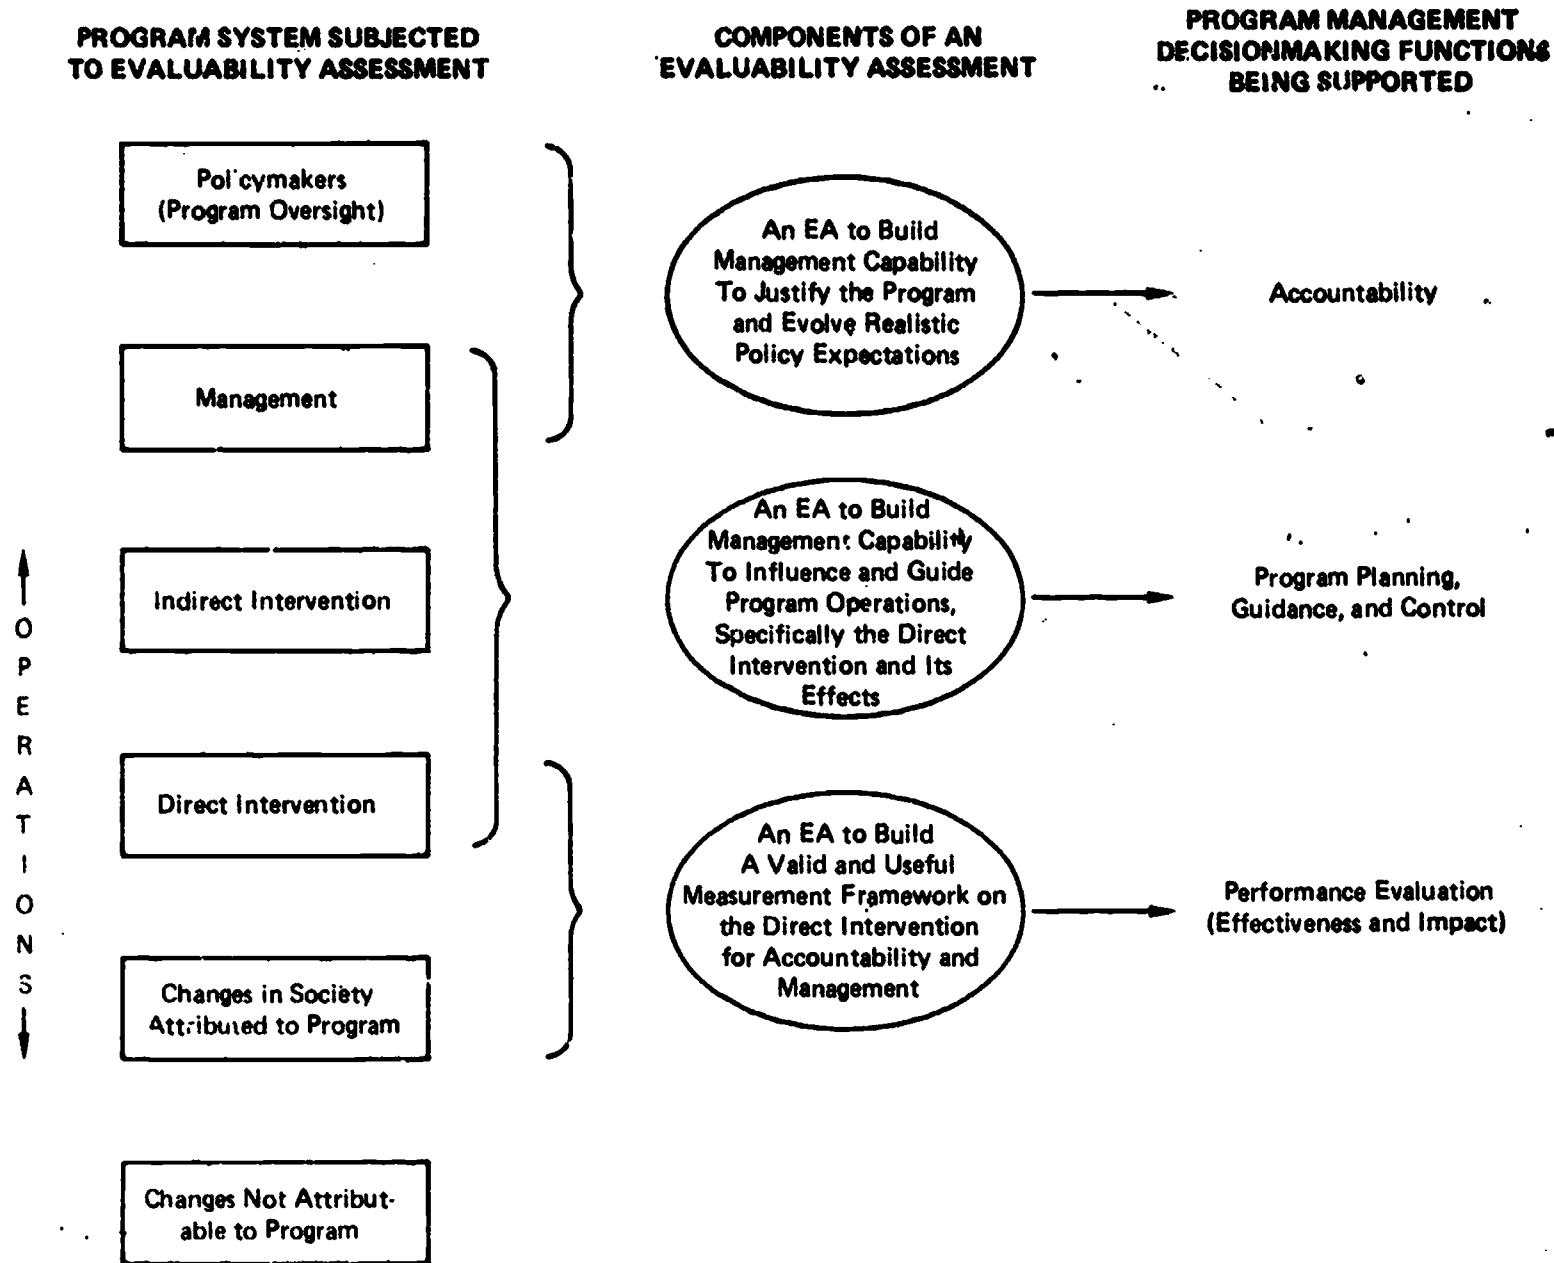 PROGRAM SYSTEM SUBJECTED
TO EVALUABILITY ASSESSMENT
COMPONENTS OF AN
EVALUABILITY ASSESSMENT
PROGRAM MANAGEMENT
DECISIONMAKING FUNCTIONS
BEING SUPPORTED
Policymakers
(Program Oversight)
Management
Indirect Intervention
Direct Intervention
Changes in Society
Attributed to Program
Changes Not Attribut-
able to Program
OPERATIONS
An EA to Build
Management Capability
To Justify the Program
and Evolve Realistic
Policy Expectations
An EA to Build
Management Capability
To Influence and Guide
Program Operations,
Specifically the Direct
Intervention and Its
Effects
An EA to Build
A Valid and Useful
Measurement Framework on
the Direct Intervention
for Accountability and
Management
Accountability
Program Planning,
Guidance, and Control
Performance Evaluation
(Effectiveness and Impact)